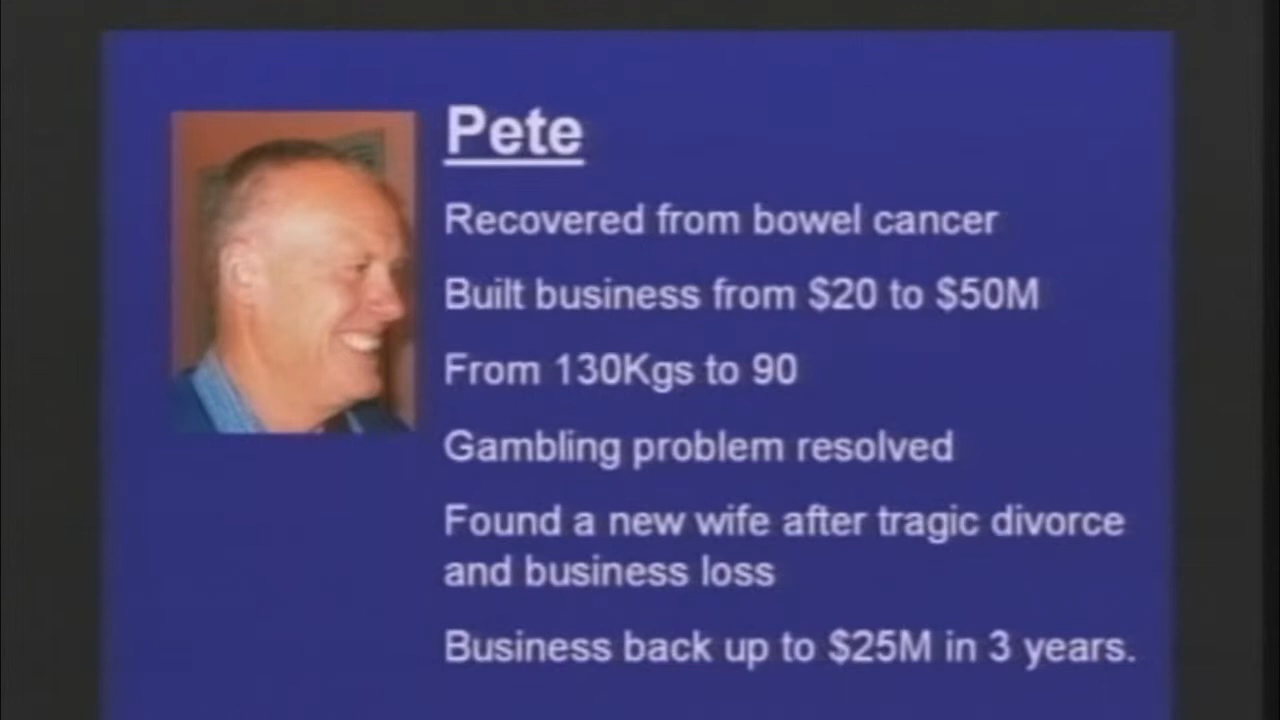 Pete
Recovered from bowel cancer
Built business from $20 to $50M
From 130Kgs to 90
Gambling problem resolved
Found a new wife after tragic divorce
and business loss
Business back up to $25M in 3 years.